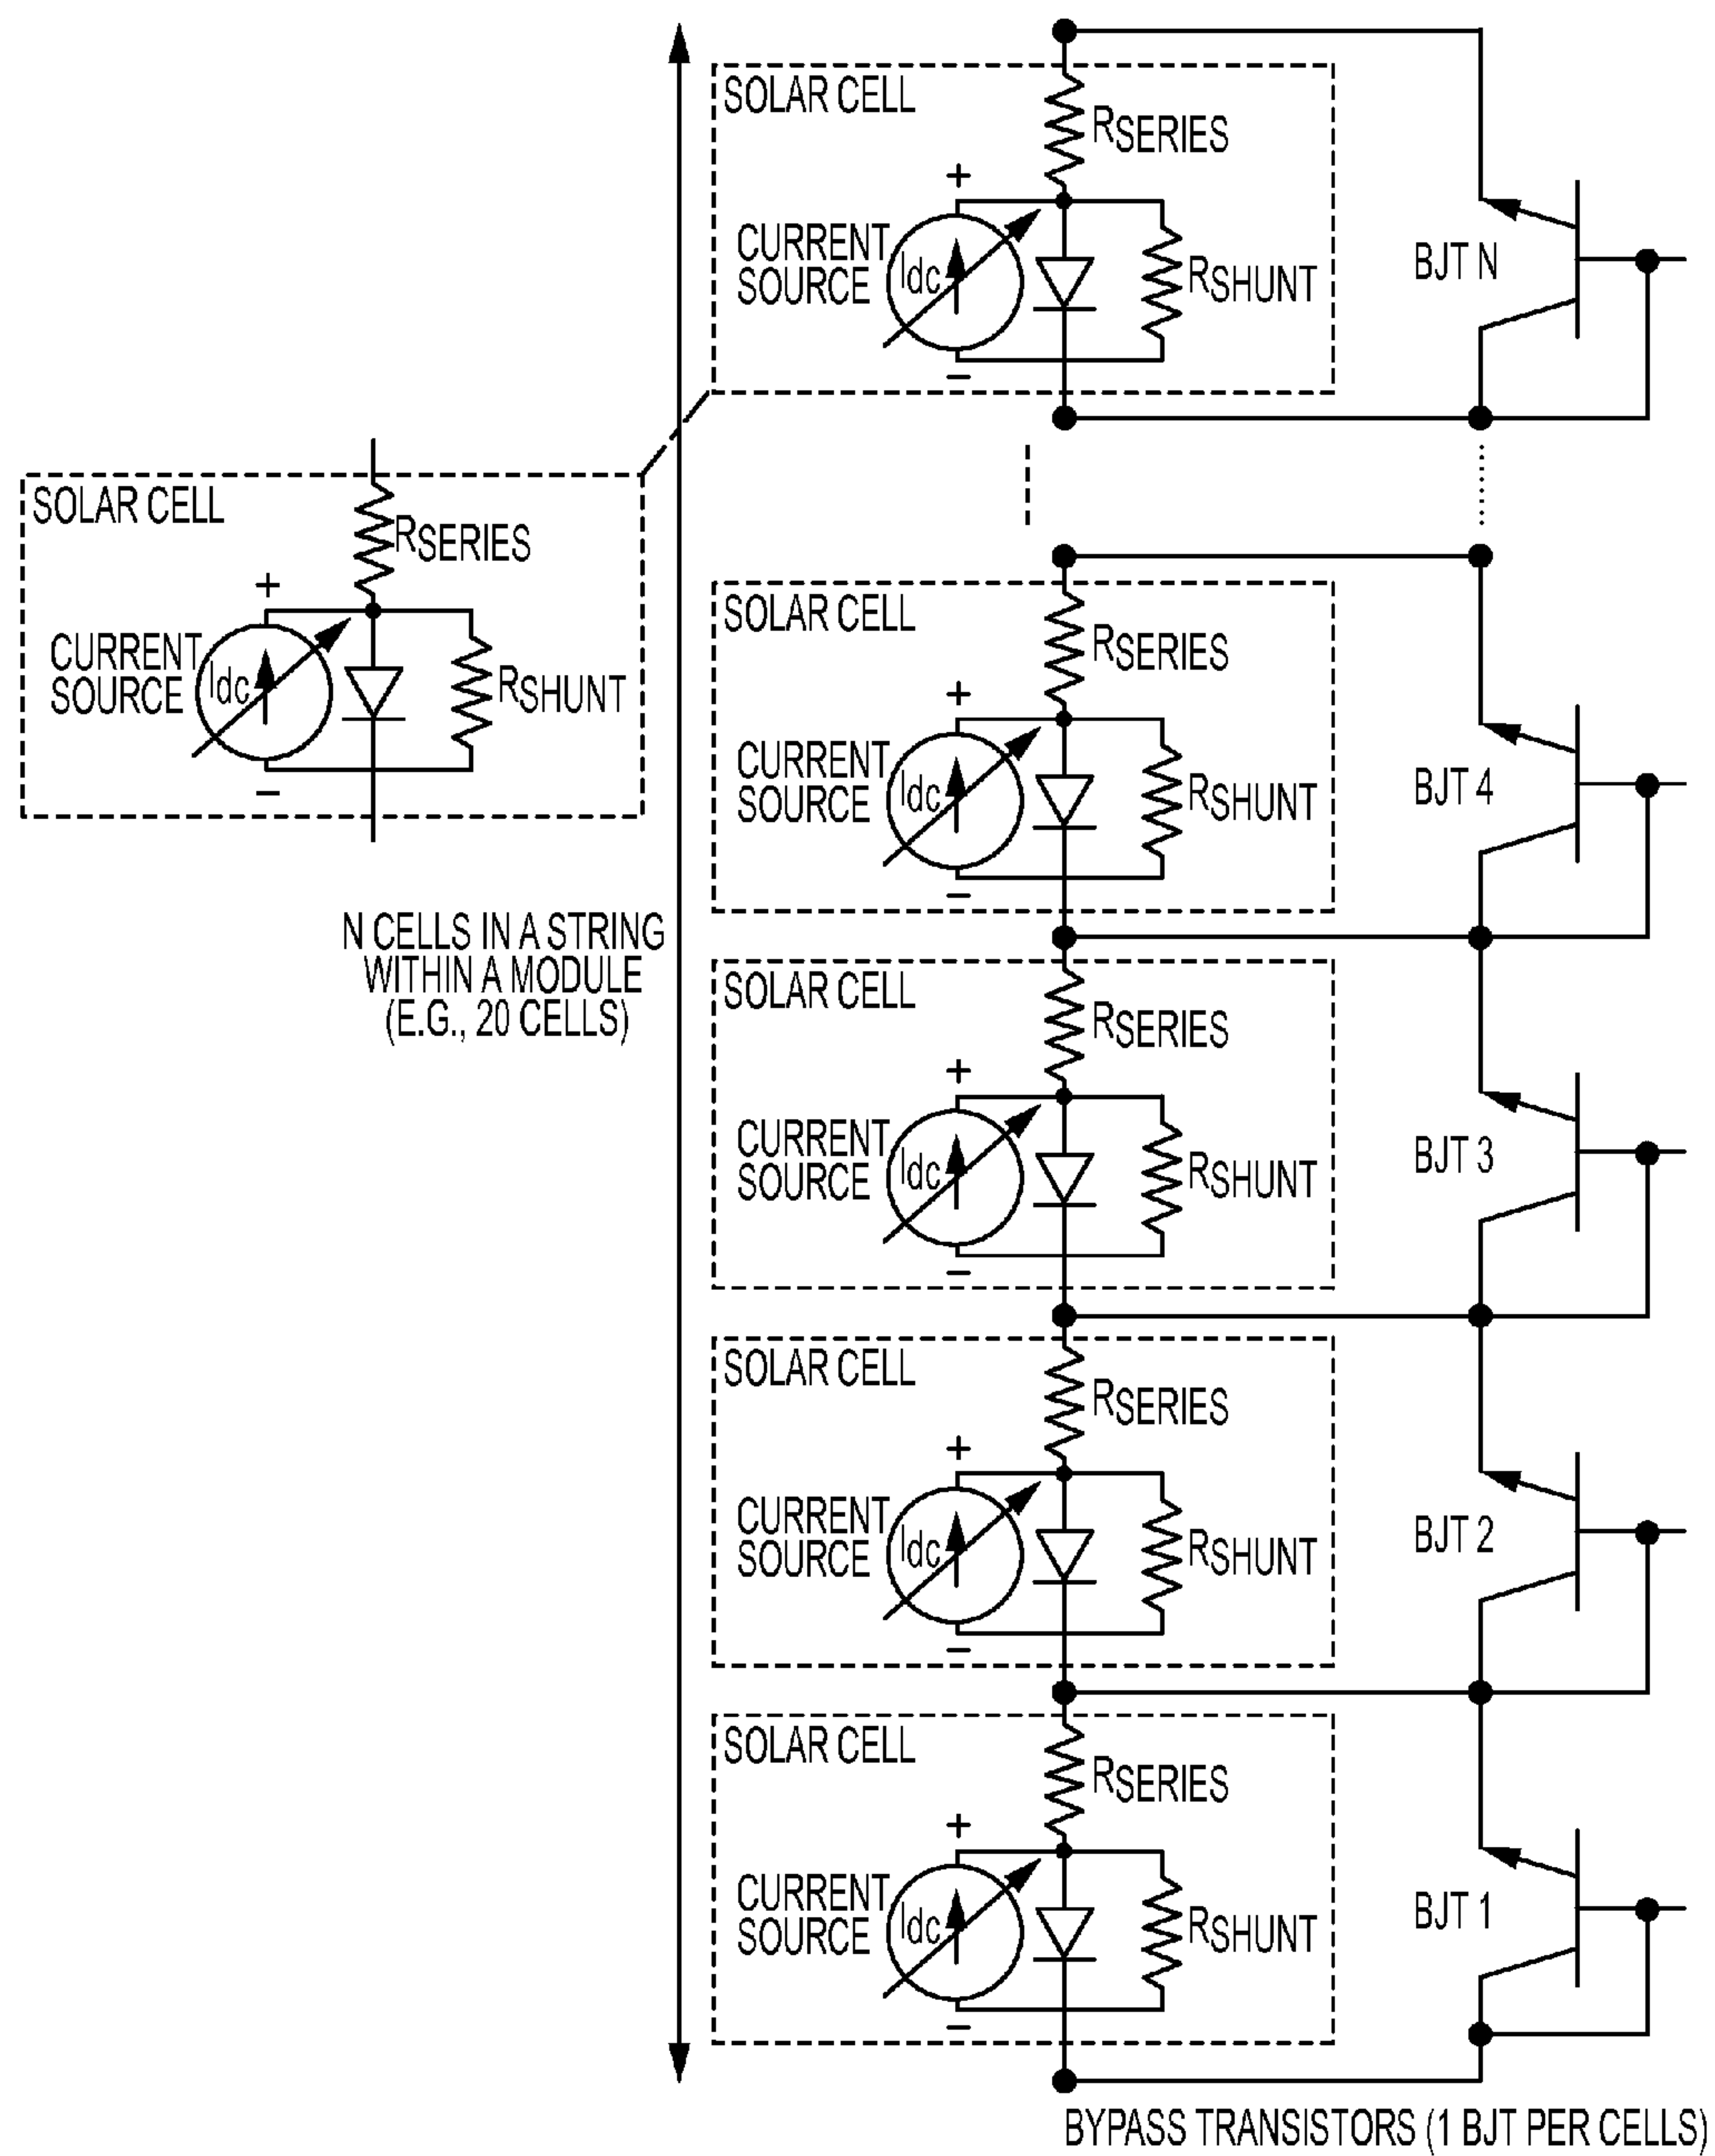 SOLAR CELL
RSERIES
+
CURRENT
SOURCE
Idc
RSHUNT
−
BJT N
SOLAR CELL
RSERIES
+
CURRENT
SOURCE
Idc
RSHUNT
−
N CELLS IN A STRING
WITHIN A MODULE
(E.G., 20 CELLS)
SOLAR CELL
RSERIES
+
CURRENT
SOURCE
Idc
RSHUNT
−
BJT 4
SOLAR CELL
RSERIES
+
CURRENT
SOURCE
Idc
RSHUNT
−
BJT 3
SOLAR CELL
RSERIES
+
CURRENT
SOURCE
Idc
RSHUNT
−
BJT 2
SOLAR CELL
RSERIES
+
CURRENT
SOURCE
Idc
RSHUNT
−
BJT 1
BYPASS TRANSISTORS (1 BJT PER CELLS)